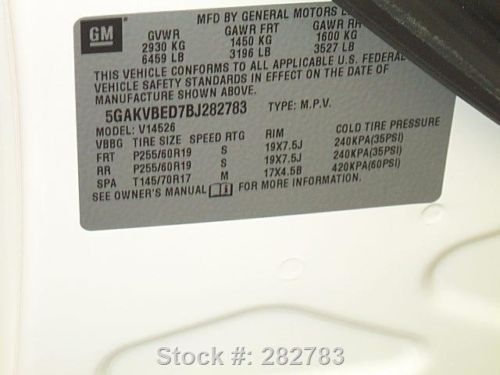 GM
MFD BY GENERAL MOTORS L
GVWR GAWR FRT GAWR RR
2930 KG 1450 KG 1600 KG
6459 LB 3196 LB 3527 LB
THIS VEHICLE CONFORMS TO ALL APPLICABLE U.S. FEDERAL
VEHICLE SAFETY STANDARDS IN EFFECT ON THE DATE OF
MANUFACTURE SHOWN ABOVE.
5GAKVBED7BJ282783 TYPE: M.P.V.
MODEL: V14526
VBBG TIRE SIZE SPEED RTG RIM COLD TIRE PRESSURE
FRT P255/60R19 S 19X7.5J 240KPA(35PSI)
RR P255/60R19 S 19X7.5J 240KPA(35PSI)
SPA T145/70R17 M 17X4.5B 420KPA(60PSI)
SEE OWNER'S MANUAL FOR MORE INFORMATION.
Stock #: 282783